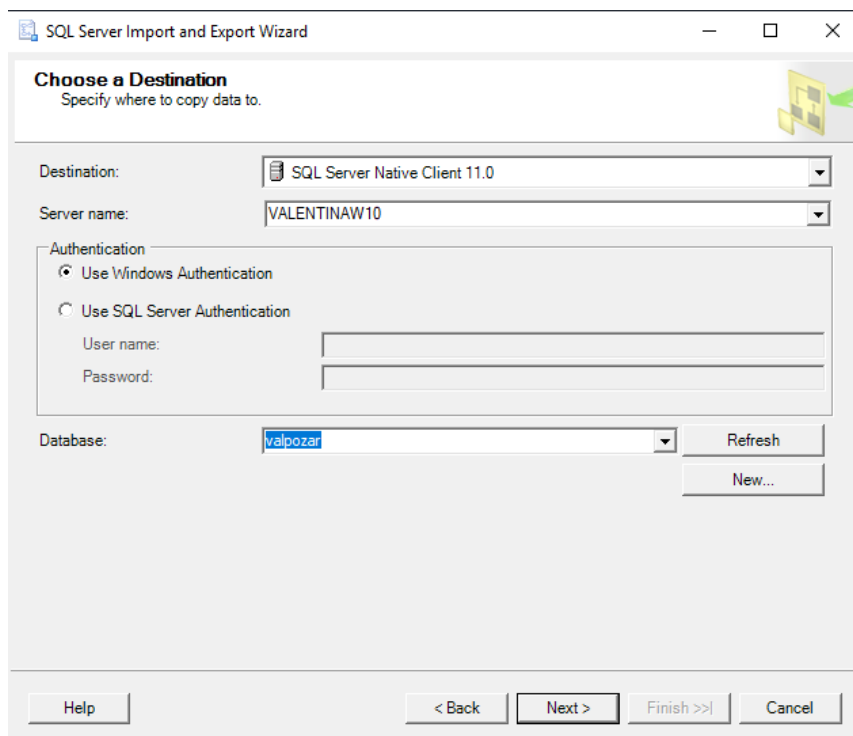 SQL Server Import and Export Wizard
Choose a Destination
Specify where to copy data to.
Destination: SQL Server Native Client 11.0
Server name: VALENTINAW10
Authentication
Use Windows Authentication
Use SQL Server Authentication
User name:
Password:
Database: valpozar Refresh
New...
Help < Back Next > Finish >>| Cancel